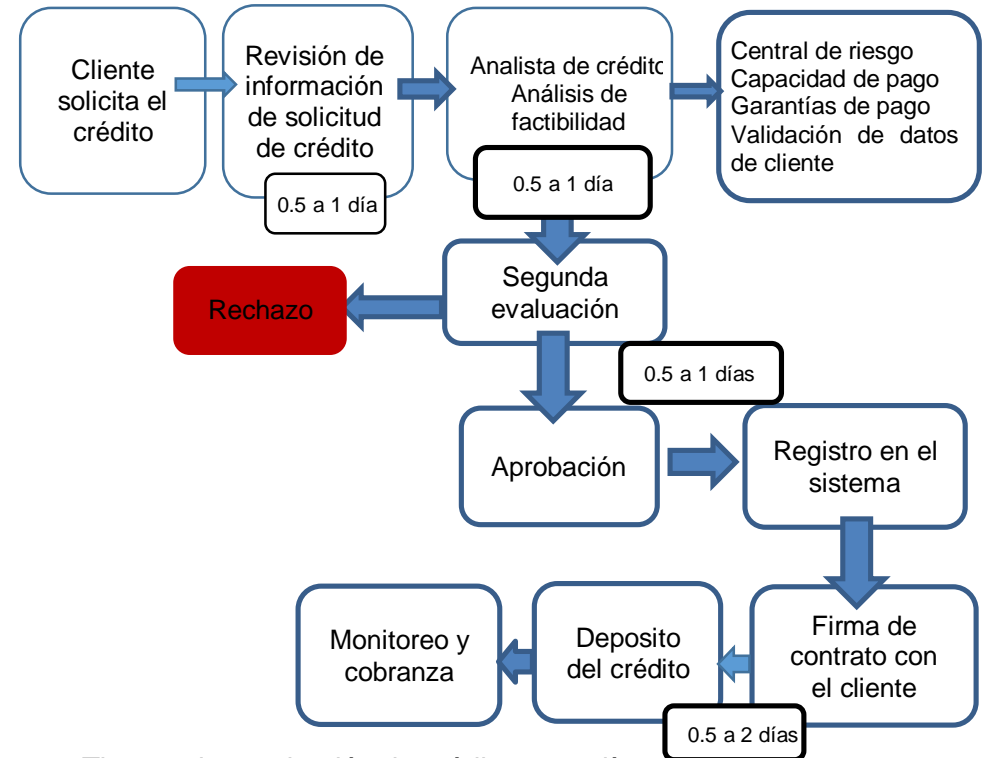 Cliente
solicita el
crédito
Revisión de
información
de solicitud
de crédito
0.5 a 1 día
Analista de crédito
Análisis de
factibilidad
0.5 a 1 día
Central de riesgo
Capacidad de pago
Garantías de pago
Validación de datos
de cliente
Segunda
evaluación
Rechazo
0.5 a 1 días
Aprobación
Registro en el
sistema
Firma de
contrato con
el cliente
Deposito
del crédito
0.5 a 2 días
Monitoreo y
cobranza